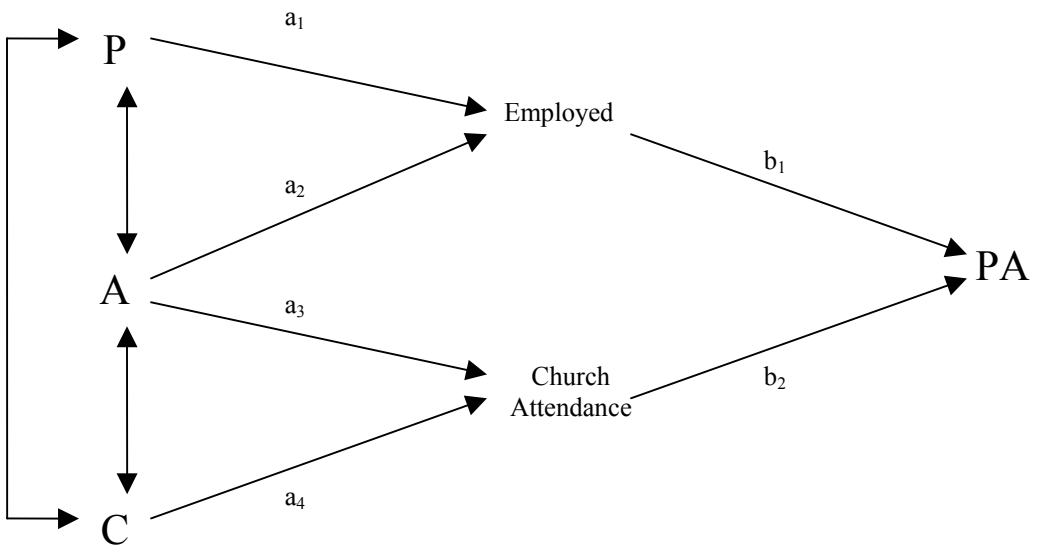 a₁
P
Employed
b₁
a₂
PA
A
a₃
Church
Attendance
b₂
a₄
C